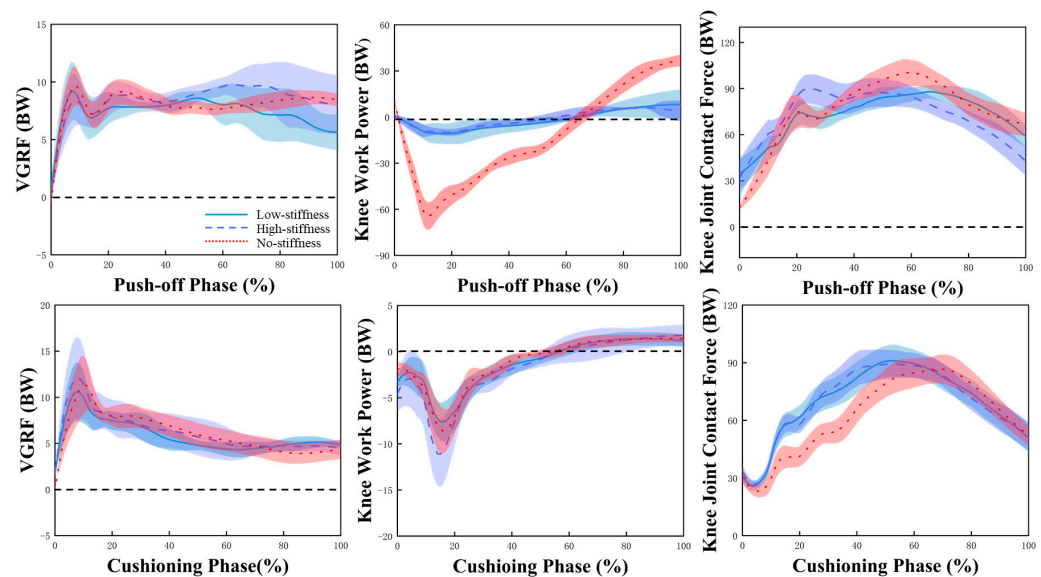 VGRF (BW)
15
10
5
0
−5
Low-stiffness
High-stiffness
No-stiffness
0 20 40 60 80 100
Push-off Phase (%)
Knee Work Power (BW)
60
30
0
−30
−60
−90
0 20 40 60 80 100
Push-off Phase (%)
Knee Joint Contact Force (BW)
120
90
60
30
0
0 20 40 60 80 100
Push-off Phase (%)
VGRF (BW)
20
15
10
5
0
−5
0 20 40 60 80 100
Cushioning Phase(%)
Knee Work Power (BW)
5
0
−5
−10
−15
−20
0 20 40 60 80 100
Cushioing Phase (%)
Knee Joint Contact Force (BW)
120
90
60
30
0
0 20 40 60 80 100
Cushioning Phase (%)